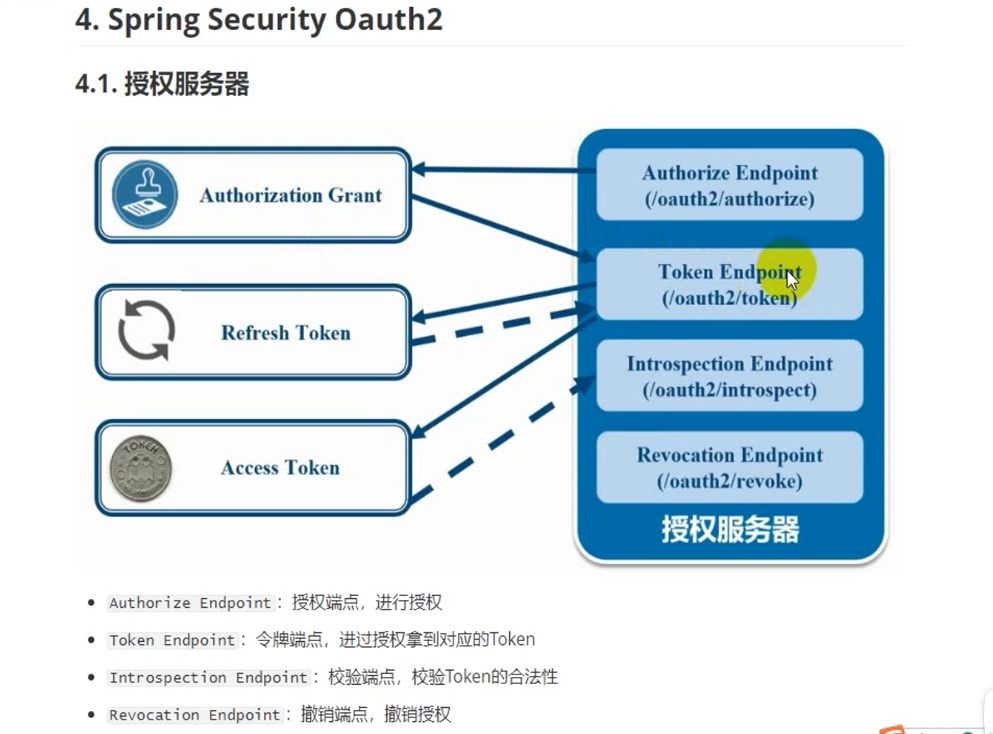 4. Spring Security Oauth2
4.1. 授权服务器
Authorization Grant
Authorize Endpoint
(/oauth2/authorize)
Token Endpoint
(/oauth2/token)
Refresh Token
Introspection Endpoint
(/oauth2/introspect)
TOKEN
Access Token
Revocation Endpoint
(/oauth2/revoke)
授权服务器
Authorize Endpoint：授权端点，进行授权
Token Endpoint：令牌端点，进过授权拿到对应的Token
Introspection Endpoint：校验端点，校验Token的合法性
Revocation Endpoint：撤销端点，撤销授权